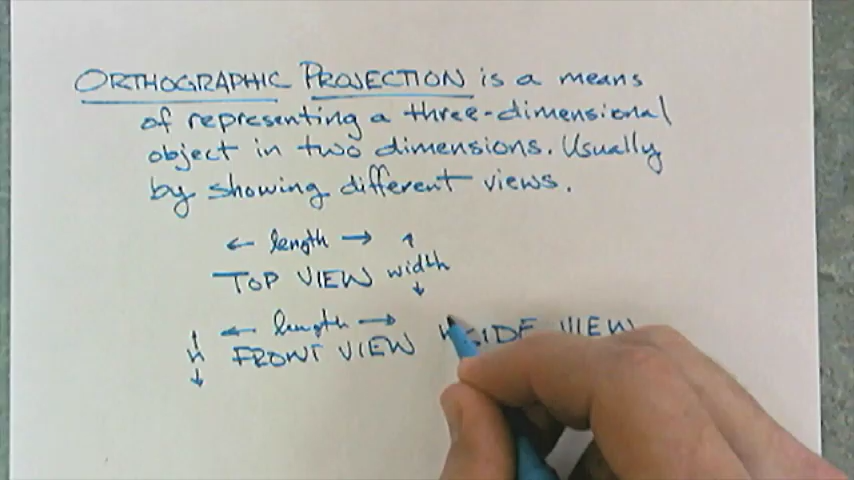 ORTHOGRAPHIC PROJECTION is a means
of representing a three-dimensional
object in two dimensions. Usually
by showing different views.
← length → ↑
TOP VIEW width
↓
↑ ← length →
h FRONT VIEW SIDE VIEW
↓